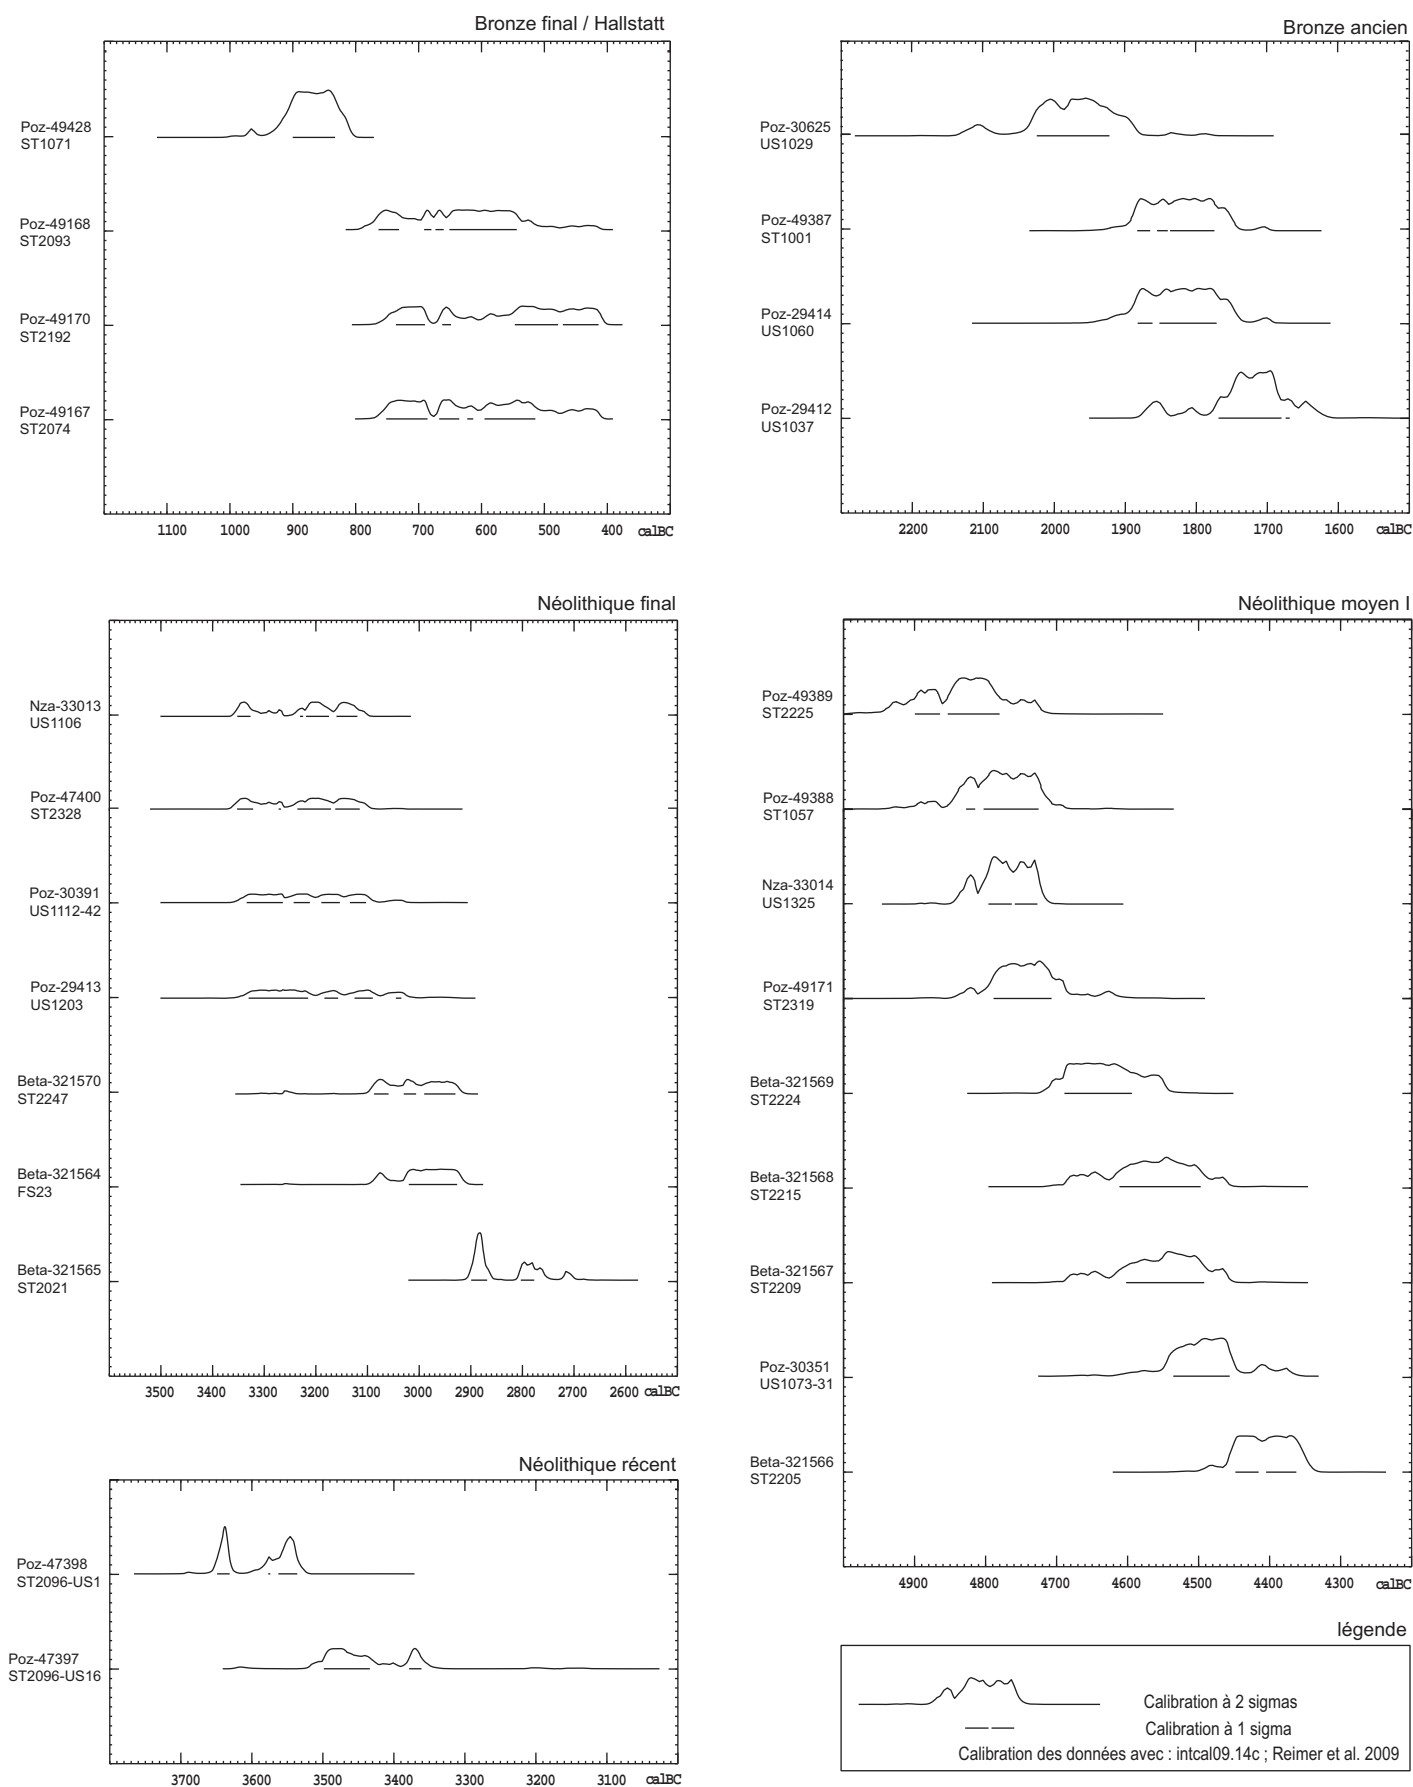 Bronze final / Hallstatt
Poz-49428
ST1071
Poz-49168
ST2093
Poz-49170
ST2192
Poz-49167
ST2074
1100 1000 900 800 700 600 500 400 calBC
Bronze ancien
Poz-30625
US1029
Poz-49387
ST1001
Poz-29414
US1060
Poz-29412
US1037
2200 2100 2000 1900 1800 1700 1600 calBC
Néolithique final
Nza-33013
US1106
Poz-47400
ST2328
Poz-30391
US1112-42
Poz-29413
US1203
Beta-321570
ST2247
Beta-321564
FS23
Beta-321565
ST2021
3500 3400 3300 3200 3100 3000 2900 2800 2700 2600 calBC
Néolithique moyen I
Poz-49389
ST2225
Poz-49388
ST1057
Nza-33014
US1325
Poz-49171
ST2319
Beta-321569
ST2224
Beta-321568
ST2215
Beta-321567
ST2209
Poz-30351
US1073-31
Beta-321566
ST2205
4900 4800 4700 4600 4500 4400 4300 calBC
Néolithique récent
Poz-47398
ST2096-US1
Poz-47397
ST2096-US16
3700 3600 3500 3400 3300 3200 3100 calBC
légende
Calibration à 2 sigmas
Calibration à 1 sigma
Calibration des données avec : intcal09.14c ; Reimer et al. 2009